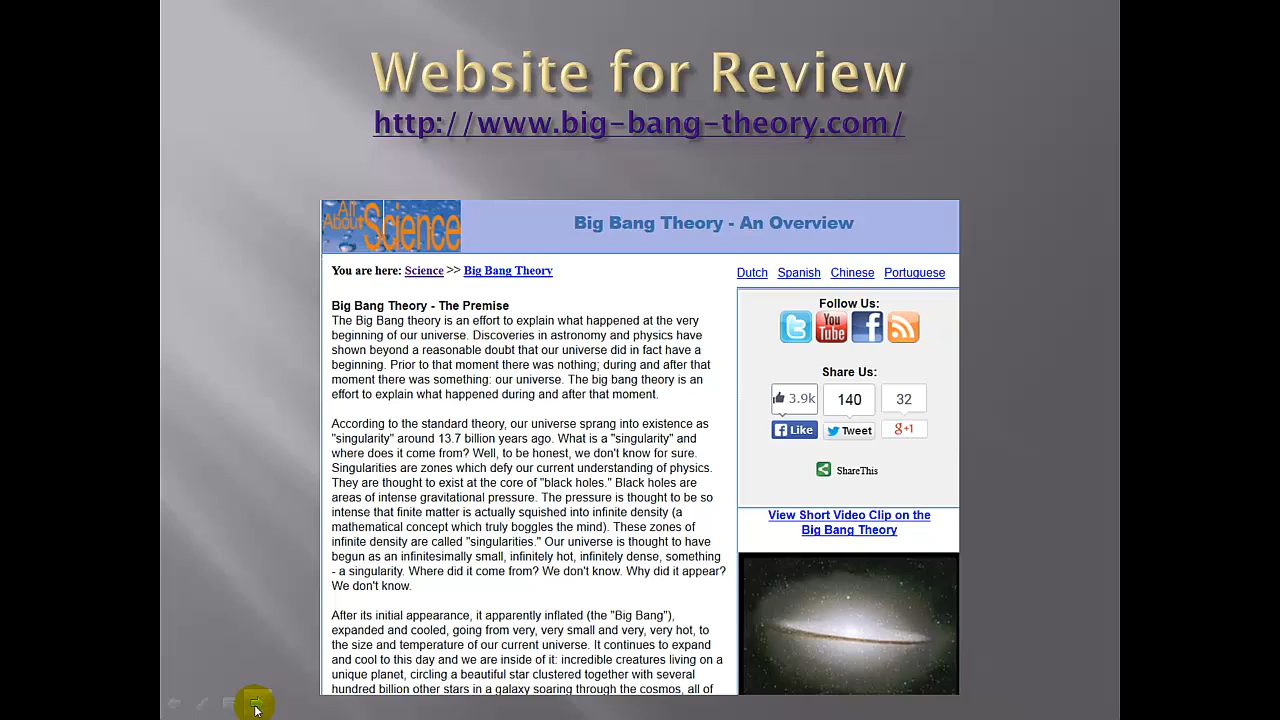 Website for Review
http://www.big-bang-theory.com/
All About Science
Big Bang Theory - An Overview
You are here: Science >> Big Bang Theory
Dutch Spanish Chinese Portuguese
Big Bang Theory - The Premise
The Big Bang theory is an effort to explain what happened at the very
beginning of our universe. Discoveries in astronomy and physics have
shown beyond a reasonable doubt that our universe did in fact have a
beginning. Prior to that moment there was nothing; during and after that
moment there was something: our universe. The big bang theory is an
effort to explain what happened during and after that moment.
According to the standard theory, our universe sprang into existence as
"singularity" around 13.7 billion years ago. What is a "singularity" and
where does it come from? Well, to be honest, we don't know for sure.
Singularities are zones which defy our current understanding of physics.
They are thought to exist at the core of "black holes." Black holes are
areas of intense gravitational pressure. The pressure is thought to be so
intense that finite matter is actually squished into infinite density (a
mathematical concept which truly boggles the mind). These zones of
infinite density are called "singularities." Our universe is thought to have
begun as an infinitesimally small, infinitely hot, infinitely dense, something
- a singularity. Where did it come from? We don't know. Why did it appear?
We don't know.
After its initial appearance, it apparently inflated (the "Big Bang"),
expanded and cooled, going from very, very small and very, very hot, to
the size and temperature of our current universe. It continues to expand
and cool to this day and we are inside of it: incredible creatures living on a
unique planet, circling a beautiful star clustered together with several
hundred billion other stars in a galaxy soaring through the cosmos, all of
Follow Us:
You Tube
Share Us:
3.9k 140 32
Like Tweet g+1
ShareThis
View Short Video Clip on the
Big Bang Theory